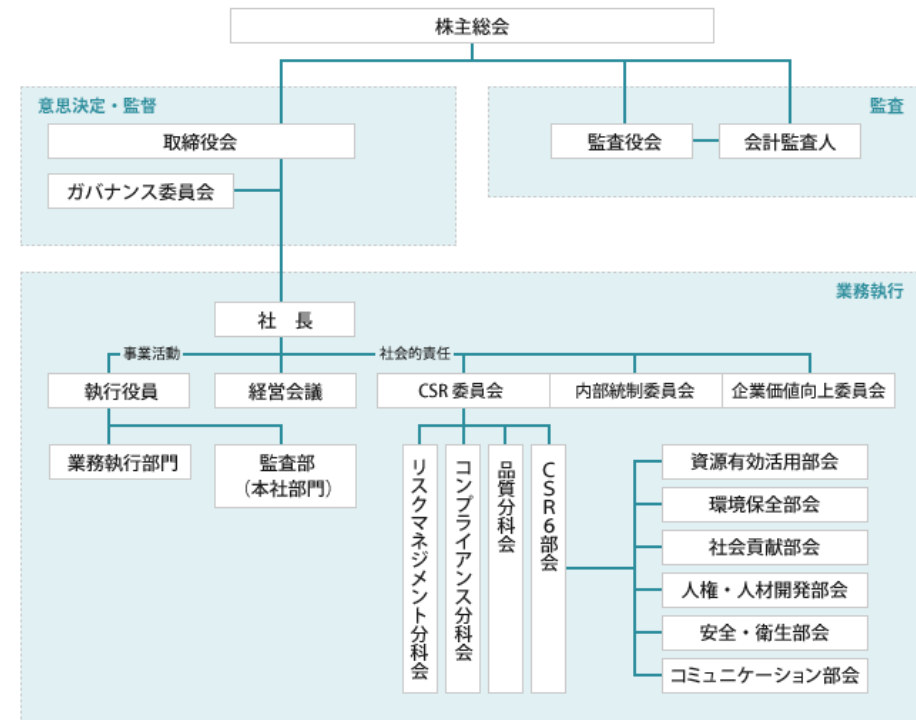 株主総会
意思決定・監督
監査
取締役会
監査役会
会計監査人
ガバナンス委員会
業務執行
社 長
事業活動
社会的責任
執行役員
経営会議
CSR 委員会
内部統制委員会
企業価値向上委員会
業務執行部門
監査部
（本社部門）
リスクマネジメント分科会
コンプライアンス分科会
品質分科会
CSR6部会
資源有効活用部会
環境保全部会
社会貢献部会
人権・人材開発部会
安全・衛生部会
コミュニケーション部会